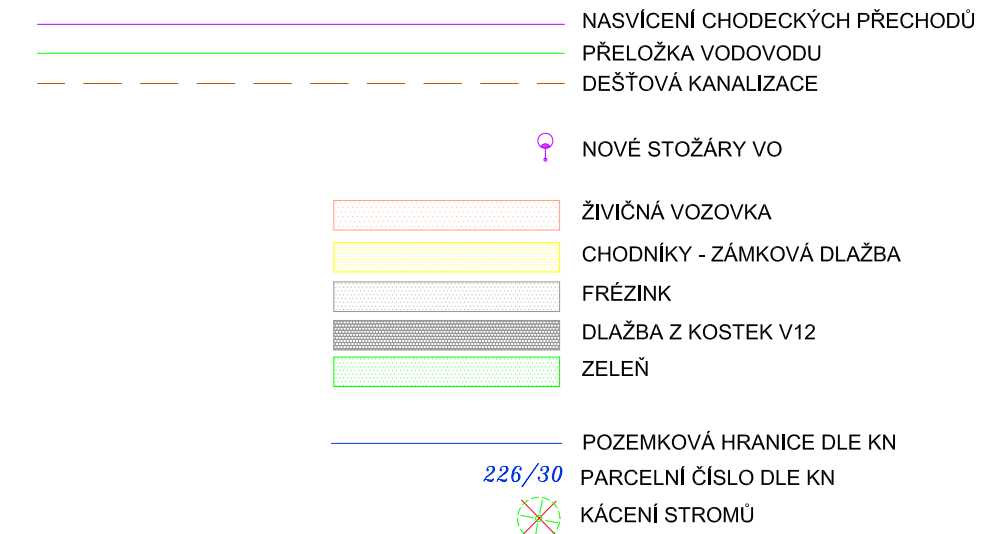 NASVÍCENÍ CHODECKÝCH PŘECHODŮ
PŘELOŽKA VODOVODU
DEŠŤOVÁ KANALIZACE
NOVÉ STOŽÁRY VO
ŽIVIČNÁ VOZOVKA
CHODNÍKY - ZÁMKOVÁ DLAŽBA
FRÉZINK
DLAŽBA Z KOSTEK V12
ZELEŇ
POZEMKOVÁ HRANICE DLE KN
226/30 PARCELNÍ ČÍSLO DLE KN
KÁCENÍ STROMŮ